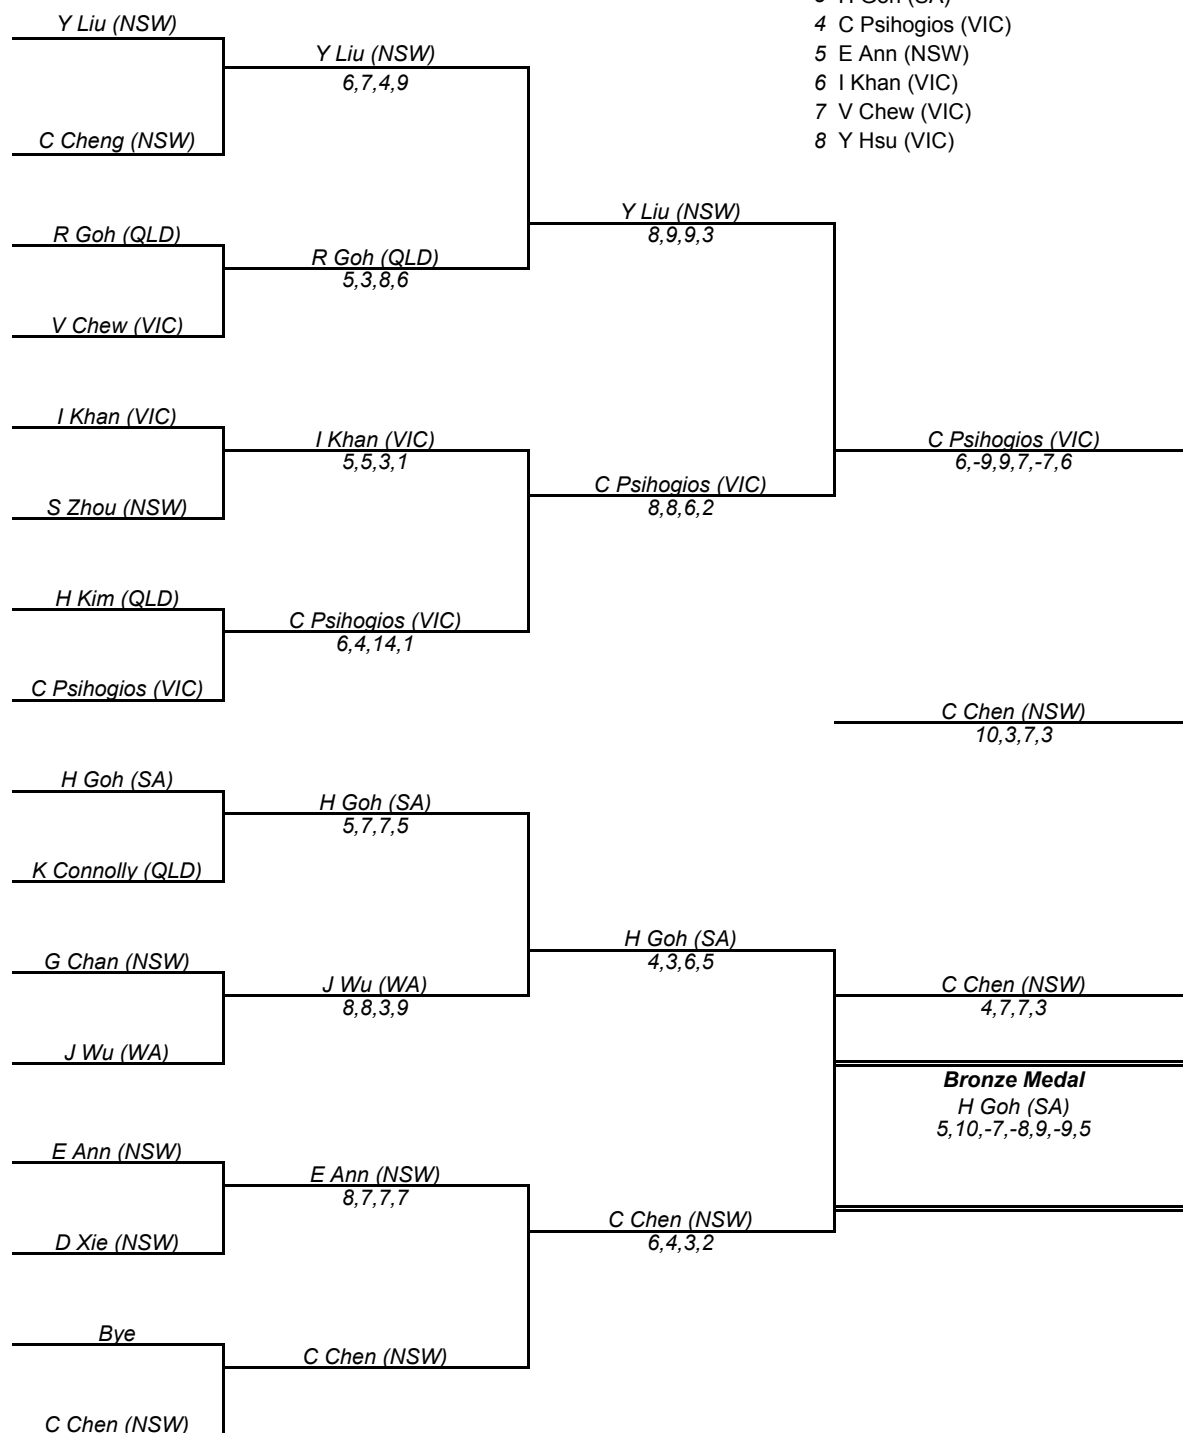 3 H Goh (SA)
4 C Psihogios (VIC)
5 E Ann (NSW)
6 I Khan (VIC)
7 V Chew (VIC)
8 Y Hsu (VIC)
Y Liu (NSW)
C Cheng (NSW)
R Goh (QLD)
V Chew (VIC)
I Khan (VIC)
S Zhou (NSW)
H Kim (QLD)
C Psihogios (VIC)
H Goh (SA)
K Connolly (QLD)
G Chan (NSW)
J Wu (WA)
E Ann (NSW)
D Xie (NSW)
Bye
C Chen (NSW)
Y Liu (NSW)
6,7,4,9
R Goh (QLD)
5,3,8,6
I Khan (VIC)
5,5,3,1
C Psihogios (VIC)
6,4,14,1
H Goh (SA)
5,7,7,5
J Wu (WA)
8,8,3,9
E Ann (NSW)
8,7,7,7
C Chen (NSW)
Y Liu (NSW)
8,9,9,3
C Psihogios (VIC)
8,8,6,2
H Goh (SA)
4,3,6,5
C Chen (NSW)
6,4,3,2
C Psihogios (VIC)
6,-9,9,7,-7,6
C Chen (NSW)
10,3,7,3
C Chen (NSW)
4,7,7,3
Bronze Medal
H Goh (SA)
5,10,-7,-8,9,-9,5